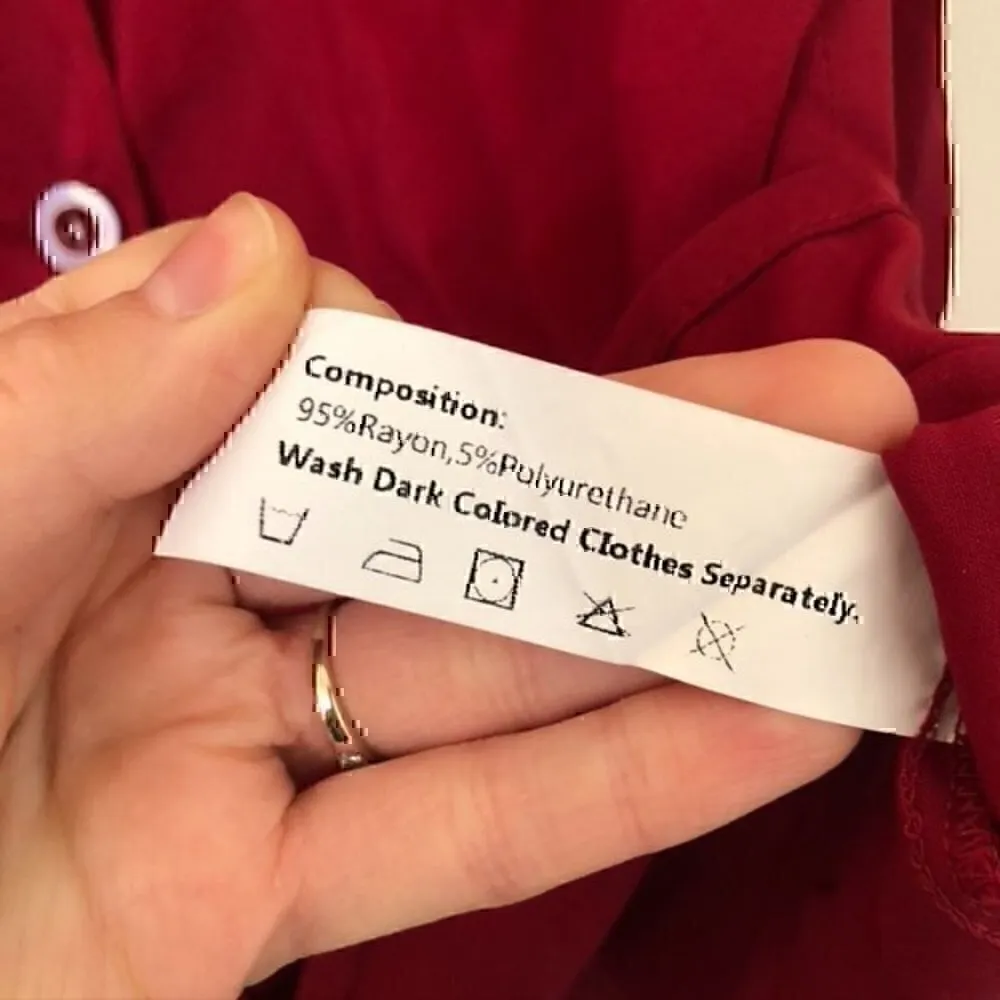 Composition:
95%Rayon,5%Polyurethane
Wash Dark Colored Clothes Separately.